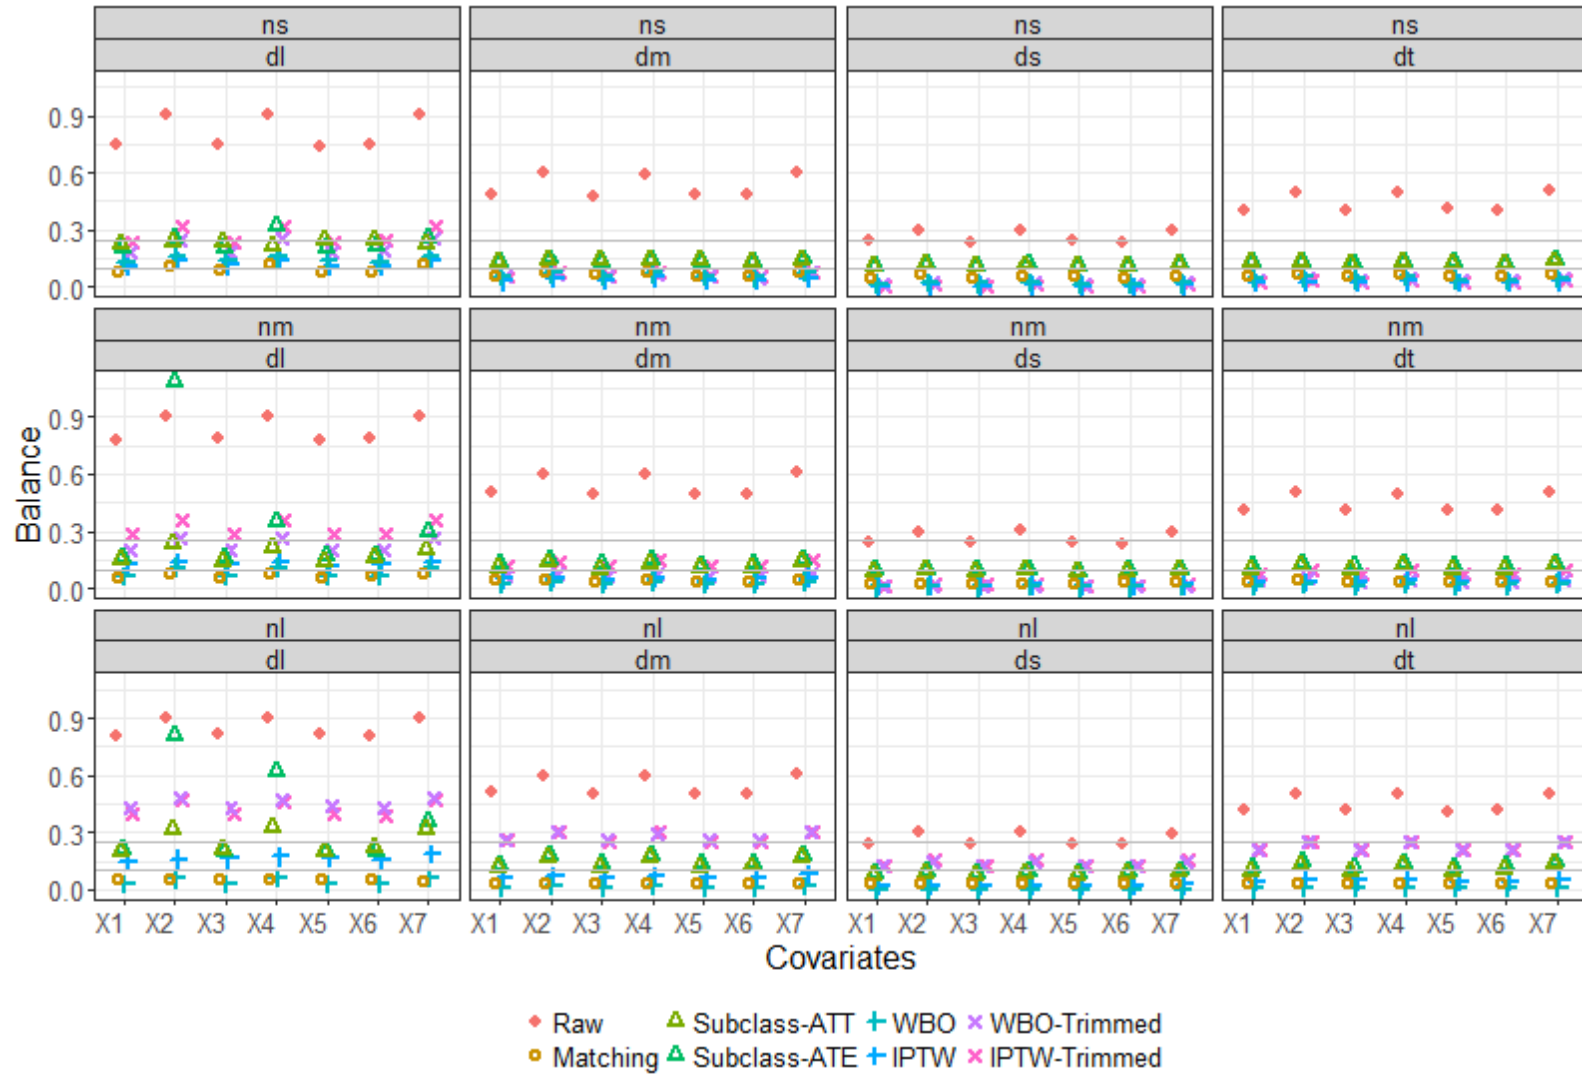 ns ns ns ns
dl dm ds dt
0.9
0.6
0.3
0.0
nm nm nm nm
dl dm ds dt
0.9
0.6
0.3
0.0
nl nl nl nl
dl dm ds dt
0.9
0.6
0.3
0.0
Balance
X1 X2 X3 X4 X5 X6 X7 X1 X2 X3 X4 X5 X6 X7 X1 X2 X3 X4 X5 X6 X7 X1 X2 X3 X4 X5 X6 X7
Covariates
Raw Subclass-ATT WBO WBO-Trimmed
Matching Subclass-ATE IPTW IPTW-Trimmed